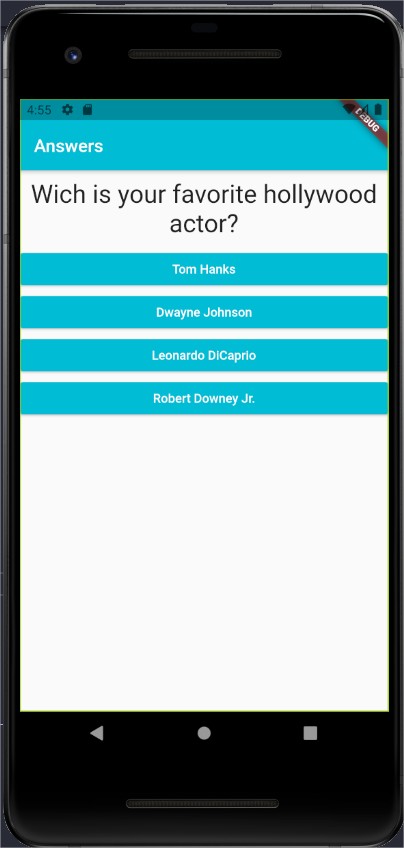 4:55
DEBUG
Answers
Wich is your favorite hollywood
actor?
Tom Hanks
Dwayne Johnson
Leonardo DICaprio
Robert Downey Jr.